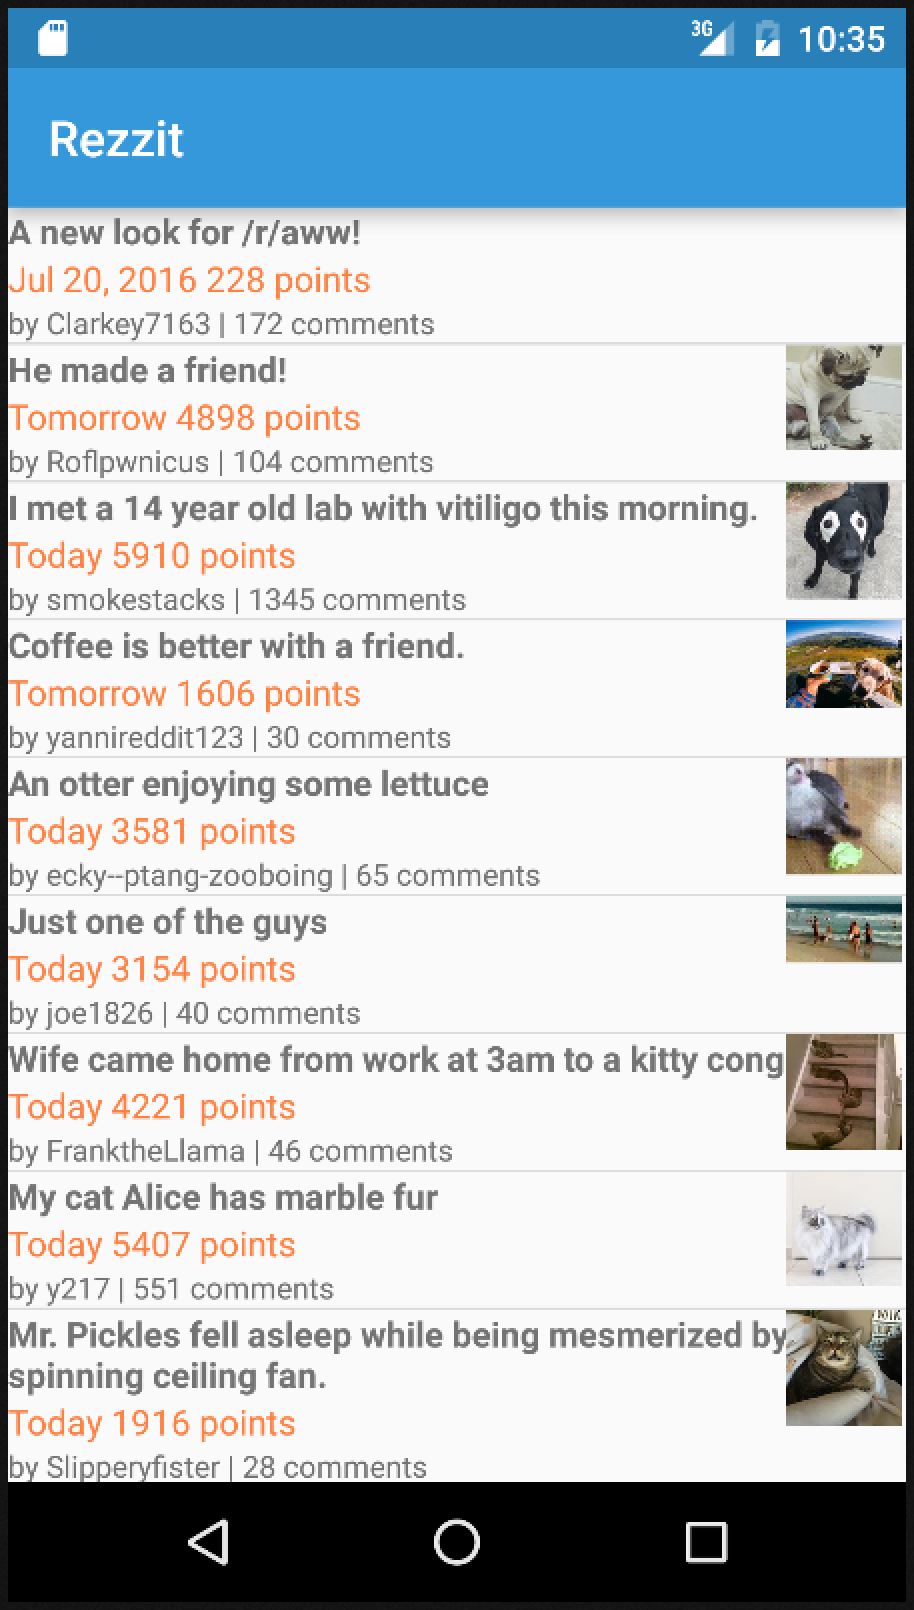 3G 10:35
Rezzit
A new look for /r/aww!
Jul 20, 2016 228 points
by Clarkey7163 | 172 comments
He made a friend!
Tomorrow 4898 points
by Roflpwnicus | 104 comments
I met a 14 year old lab with vitiligo this morning.
Today 5910 points
by smokestacks | 1345 comments
Coffee is better with a friend.
Tomorrow 1606 points
by yannireddit123 | 30 comments
An otter enjoying some lettuce
Today 3581 points
by ecky--ptang-zooboing | 65 comments
Just one of the guys
Today 3154 points
by joe1826 | 40 comments
Wife came home from work at 3am to a kitty cong
Today 4221 points
by FranktheLlama | 46 comments
My cat Alice has marble fur
Today 5407 points
by y217 | 551 comments
Mr. Pickles fell asleep while being mesmerized by
spinning ceiling fan.
Today 1916 points
by Slipperyfister | 28 comments